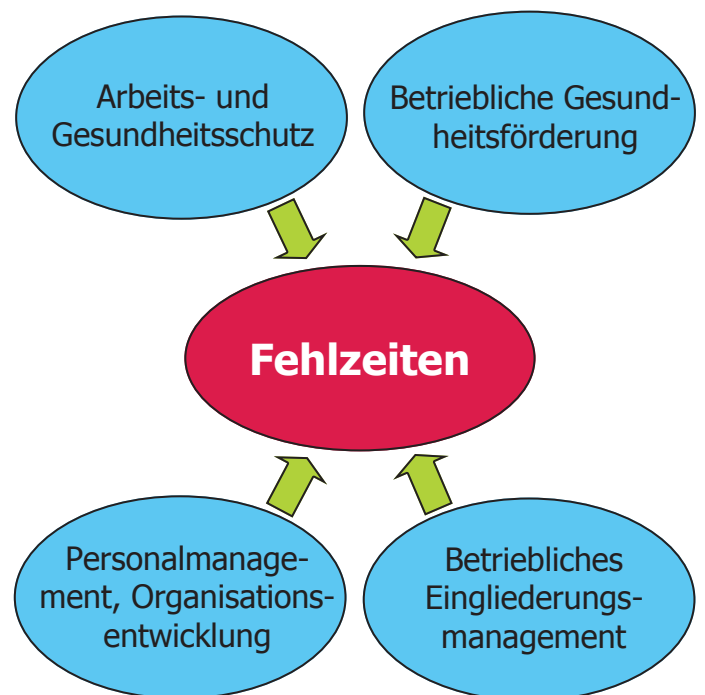 Arbeits- und
Gesundheitsschutz
Betriebliche Gesund-
heitsförderung
Fehlzeiten
Personalmanage-
ment, Organisations-
entwicklung
Betriebliches
Eingliederungs-
management